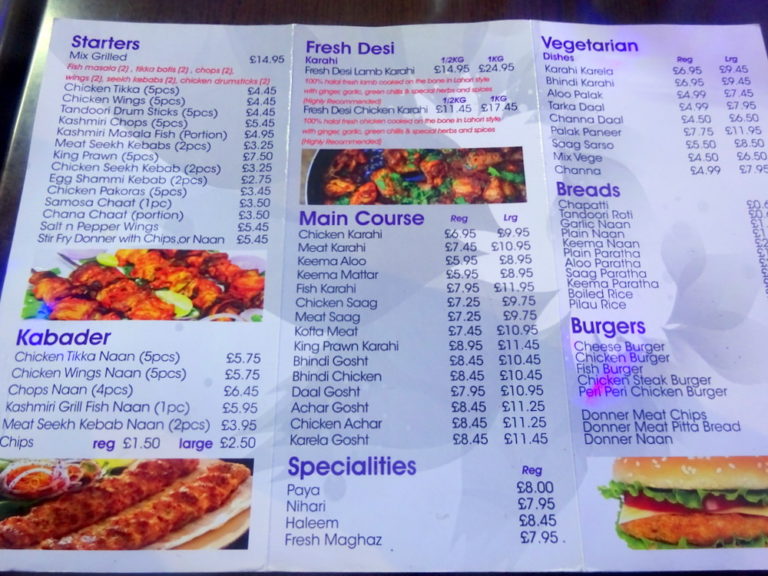 Starters
Mix Grilled £14.95
Fish masala (2) , tikka botis (2) , chops (2),
wings (2), seekh kebabs (2), chicken drumsticks (2)
Chicken Tikka (5pcs) £4.45
Chicken Wings (5pcs) £4.45
Tandoori Drum Sticks (5pcs) £4.45
Kashmiri Chops (5pcs) £5.45
Kashmiri Masala Fish (Portion) £4.95
Meat Seekh Kebabs (2pcs) £3.25
King Prawn (5pcs) £7.50
Chicken Seekh Kebab (2pcs) £3.25
Egg Shammi Kebab (2pcs) £2.75
Chicken Pakoras (5pcs) £3.45
Samosa Chaat (1pc) £3.50
Chana Chaat (portion) £3.50
Salt n Pepper Wings £5.45
Stir Fry Donner with Chips,or Naan £5.45
Kabader
Chicken Tikka Naan (5pcs) £5.75
Chicken Wings Naan (5pcs) £5.75
Chops Naan (4pcs) £6.45
Kashmiri Grill Fish Naan (1pc) £5.95
Meat Seekh Kebab Naan (2pcs) £3.95
Chips reg £1.50 large £2.50
Fresh Desi
Karahi 1/2KG 1KG
Fresh Desi Lamb Karahi £14.95 £24.95
100% halal fresh lamb cooked on the bone in Lahori style
with ginger, garlic, green chills & special herbs and spices
(Highly Recommended) 1/2KG 1KG
Fresh Desi Chicken Karahi £11.45 £17.45
100% halal fresh chicken cooked on the bone in Lahori style
with ginger, garlic, green chills & special herbs and spices
(Highly Recommended)
Main Course Reg Lrg
Chicken Karahi £6.95 £9.95
Meat Karahi £7.45 £10.95
Keema Aloo £5.95 £8.95
Keema Mattar £5.95 £8.95
Fish Karahi £7.95 £11.95
Chicken Saag £7.25 £9.75
Meat Saag £7.25 £9.75
Kofta Meat £7.45 £10.95
King Prawn Karahi £8.95 £11.45
Bhindi Gosht £8.45 £10.45
Bhindi Chicken £8.45 £10.45
Daal Gosht £7.95 £10.95
Achar Gosht £8.45 £11.25
Chicken Achar £8.45 £11.25
Karela Gosht £8.45 £11.45
Specialities Reg
Paya £8.00
Nihari £7.95
Haleem £8.45
Fresh Maghaz £7.95 .
Vegetarian
Dishes Reg Lrg
Karahi Karela £6.95 £9.45
Bhindi Karahi £6.95 £9.45
Aloo Palak £4.99 £7.45
Tarka Daal £4.99 £7.95
Channa Daal £4.50 £6.50
Palak Paneer £7.75 £11.95
Saag Sarso £5.50 £8.50
Mix Vege £4.50 £6.50
Channa £4.99 £7.95
Breads
Chapatti
Tandoori Roti
Garlic Naan
Plain Naan
Keema Naan
Plain Paratha
Aloo Paratha
Saag Paratha
Keema Paratha
Boiled Rice
Pilau Rice
Burgers
Cheese Burger
Chicken Burger
Fish Burger
Chicken Steak Burger
Peri Peri Chicken Burger
Donner Meat Chips
Donner Meat Pitta Bread
Donner Naan